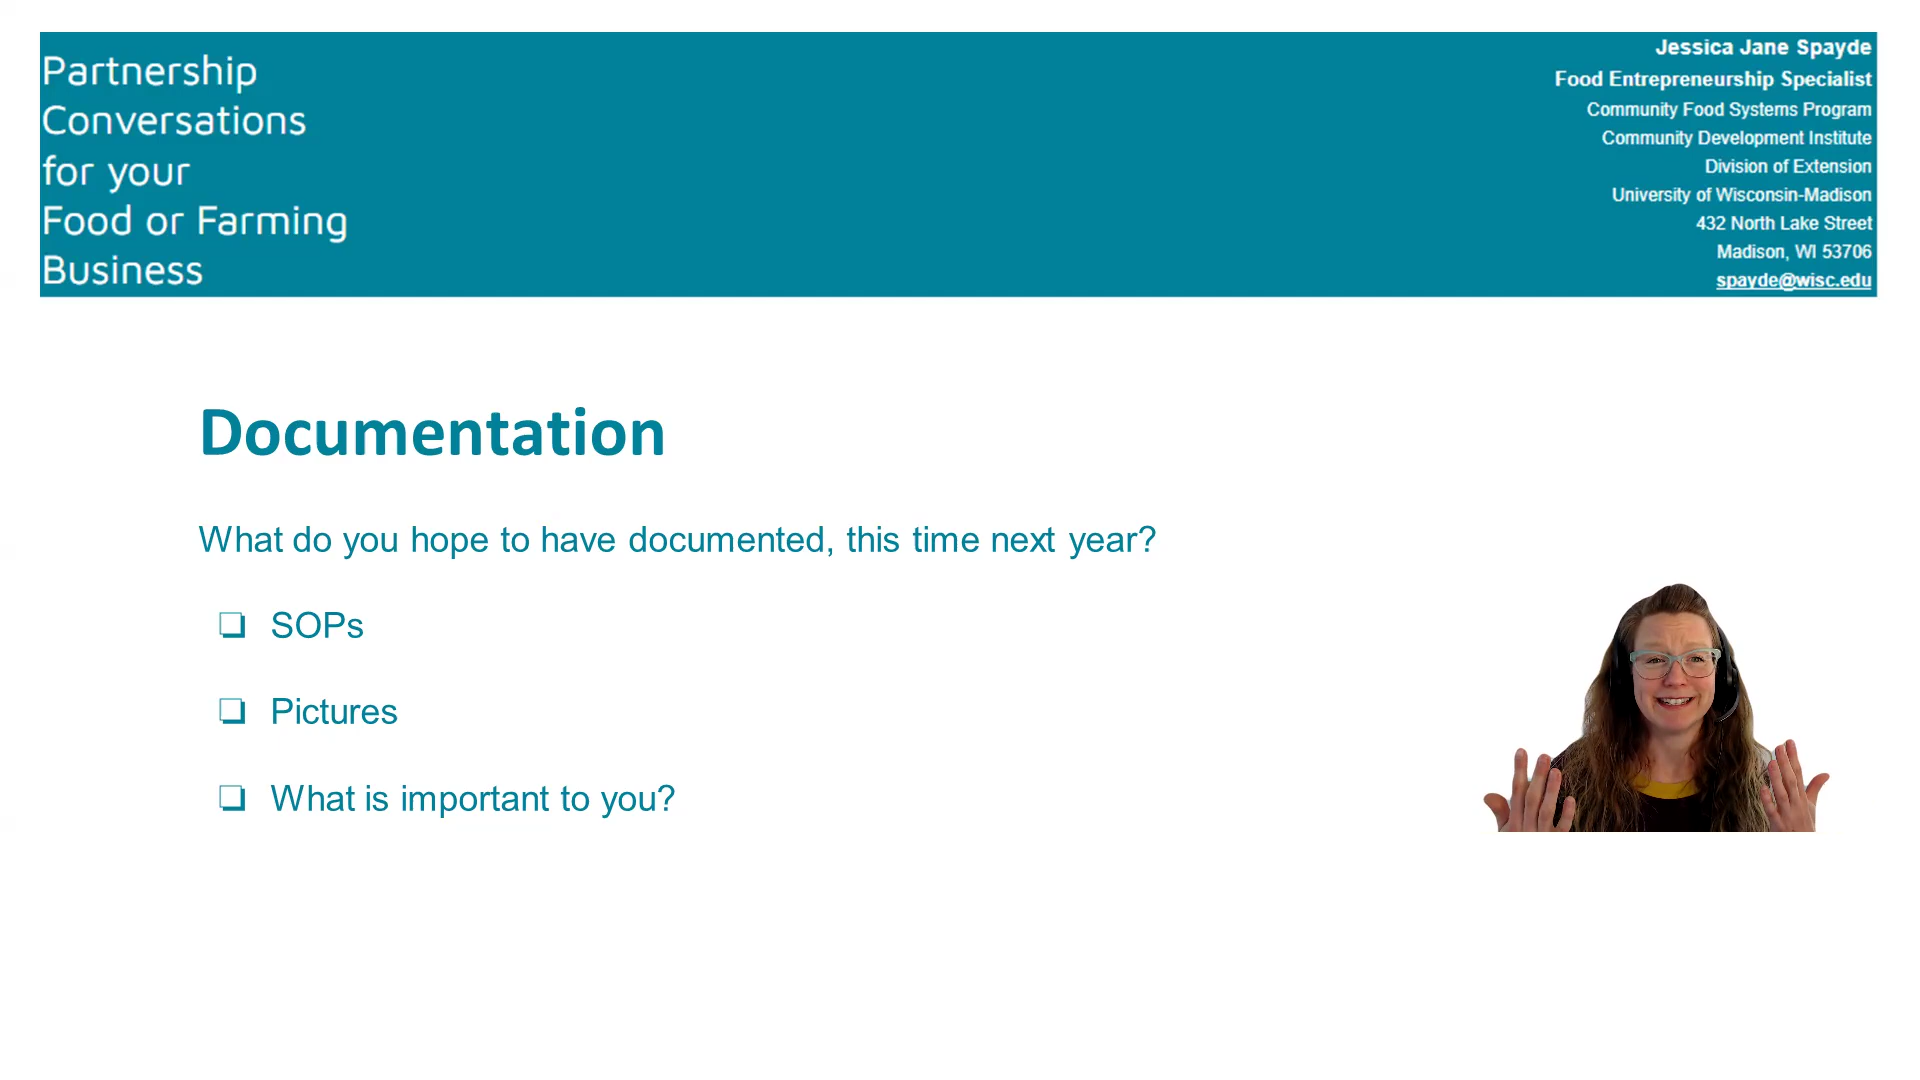 Partnership
Conversations
for your
Food or Farming
Business
Jessica Jane Spayde
Food Entrepreneurship Specialist
Community Food Systems Program
Community Development Institute
Division of Extension
University of Wisconsin-Madison
432 North Lake Street
Madison, WI 53706
spayde@wisc.edu
Documentation
What do you hope to have documented, this time next year?
❏ SOPs
❏ Pictures
❏ What is important to you?